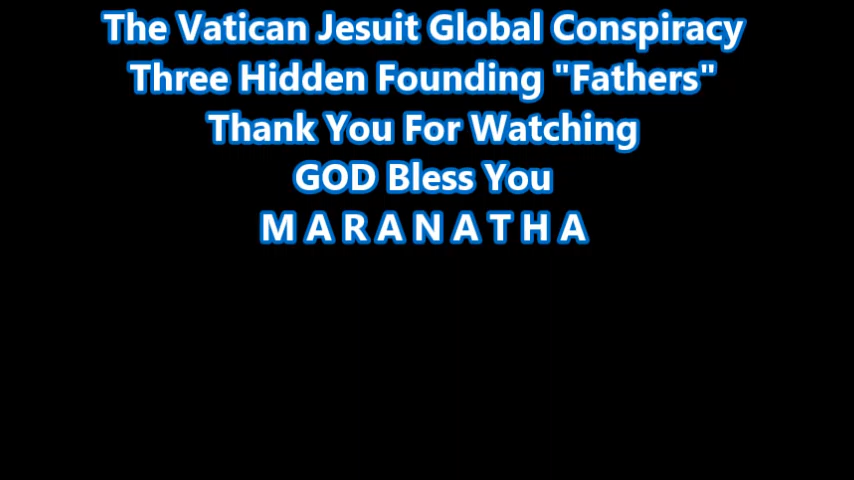 The Vatican Jesuit Global Conspiracy
Three Hidden Founding "Fathers"
Thank You For Watching
GOD Bless You
M A R A N A T H A